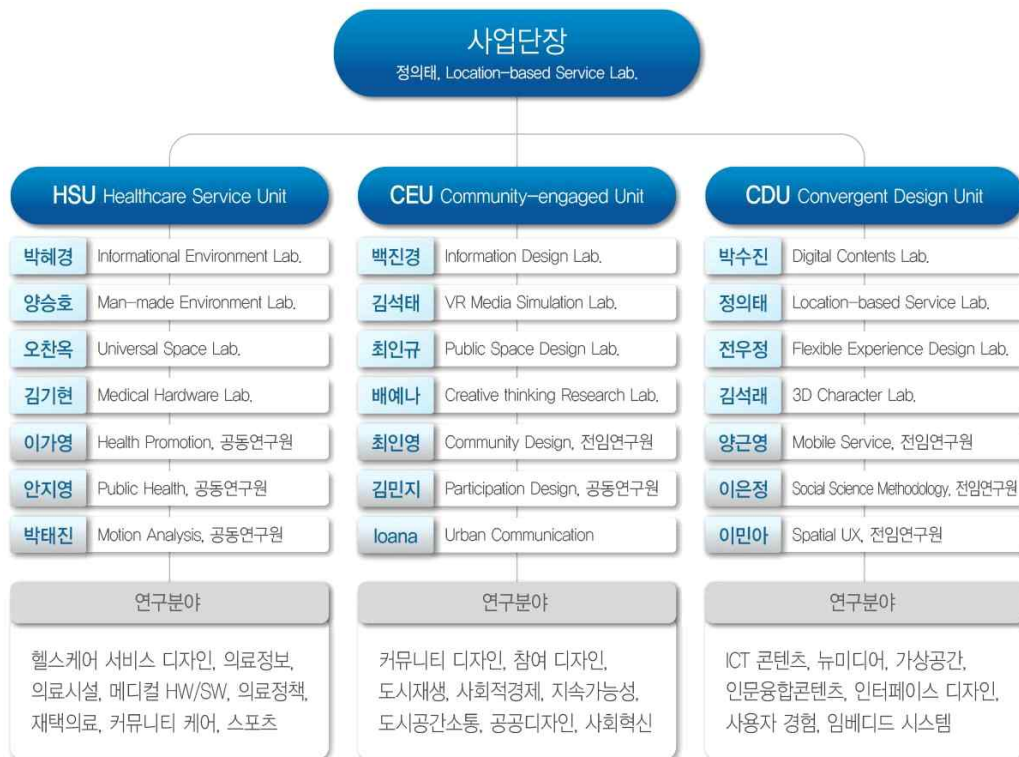 사업단장
정의태, Location-based Service Lab.
HSU Healthcare Service Unit
박혜경 Informational Environment Lab.
양승호 Man-made Environment Lab.
오찬옥 Universal Space Lab.
김기현 Medical Hardware Lab.
이가영 Health Promotion, 공동연구원
안지영 Public Health, 공동연구원
박태진 Motion Analysis, 공동연구원
연구분야
헬스케어 서비스 디자인, 의료정보,
의료시설, 메디컬 HW/SW, 의료정책,
재택의료, 커뮤니티 케어, 스포츠
CEU Community-engaged Unit
백진경 Information Design Lab.
김석태 VR Media Simulation Lab.
최인규 Public Space Design Lab.
배예나 Creative thinking Research Lab.
최인영 Community Design, 전임연구원
김민지 Participation Design, 공동연구원
Ioana Urban Communication
연구분야
커뮤니티 디자인, 참여 디자인,
도시재생, 사회적경제, 지속가능성,
도시공간소통, 공공디자인, 사회혁신
CDU Convergent Design Unit
박수진 Digital Contents Lab.
정의태 Location-based Service Lab.
전우정 Flexible Experience Design Lab.
김석래 3D Character Lab.
양근영 Mobile Service, 전임연구원
이은정 Social Science Methodology, 전임연구원
이민아 Spatial UX, 전임연구원
연구분야
ICT 콘텐츠, 뉴미디어, 가상공간,
인문융합콘텐츠, 인터페이스 디자인,
사용자 경험, 임베디드 시스템